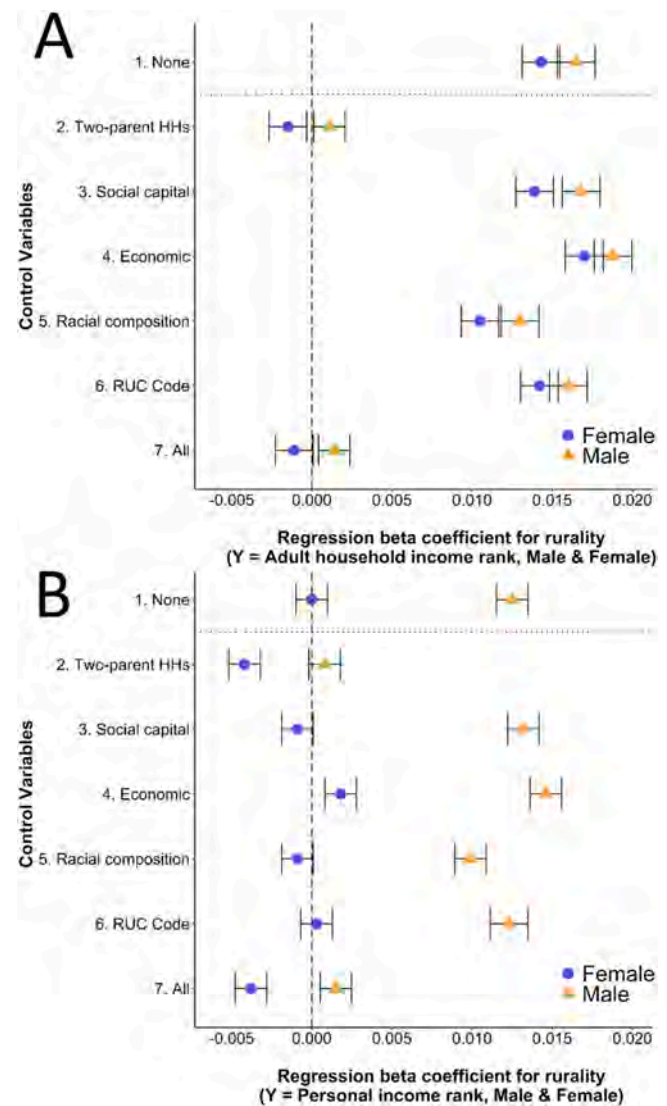 A
1. None
2. Two-parent HHs
3. Social capital
4. Economic
5. Racial composition
6. RUC Code
7. All
Control Variables
Female
Male
-0.005 0.000 0.005 0.010 0.015 0.020
Regression beta coefficient for rurality
(Y = Adult household income rank, Male & Female)
B
1. None
2. Two-parent HHs
3. Social capital
4. Economic
5. Racial composition
6. RUC Code
7. All
Control Variables
Female
Male
-0.005 0.000 0.005 0.010 0.015 0.020
Regression beta coefficient for rurality
(Y = Personal income rank, Male & Female)